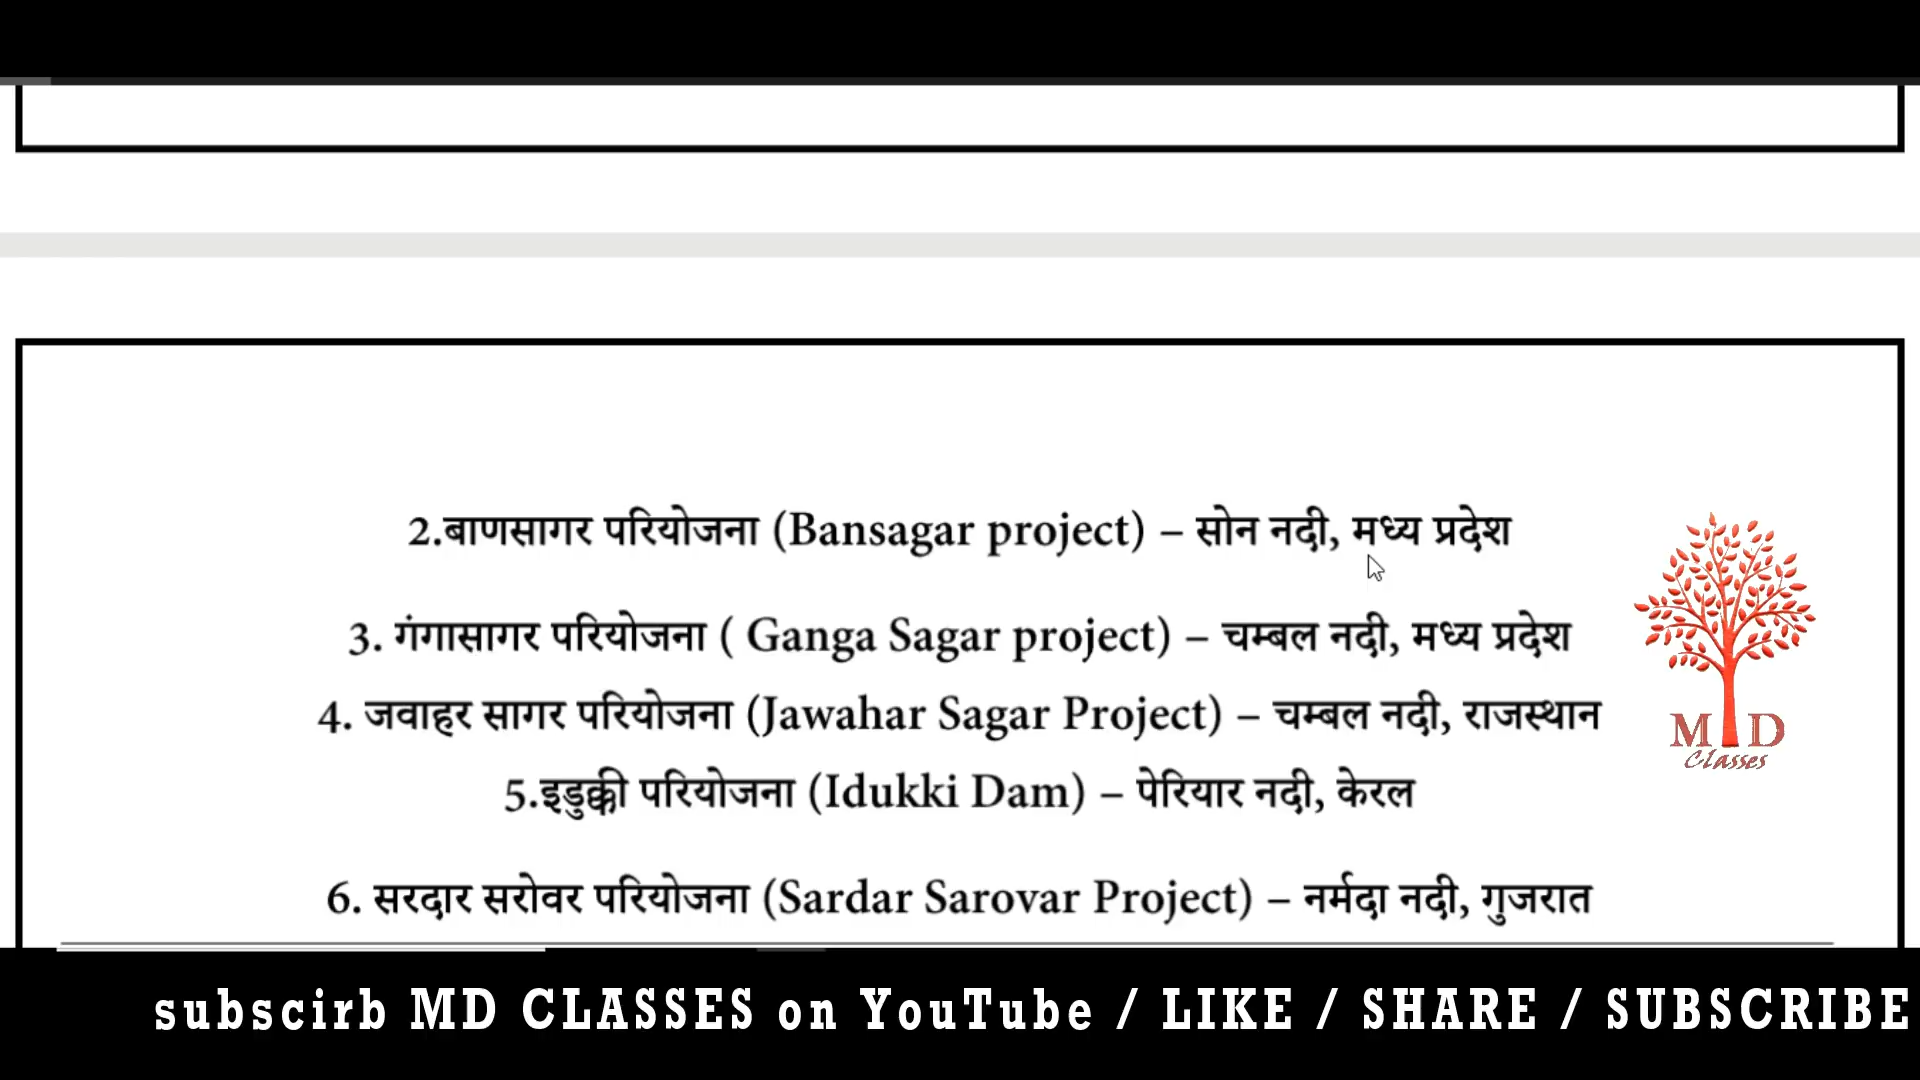 2.बाणसागर परियोजना (Bansagar project) – सोन नदी, मध्य प्रदेश
3. गंगासागर परियोजना ( Ganga Sagar project) – चम्बल नदी, मध्य प्रदेश
4. जवाहर सागर परियोजना (Jawahar Sagar Project) – चम्बल नदी, राजस्थान
5.इडुक्की परियोजना (Idukki Dam) – पेरियार नदी, केरल
6. सरदार सरोवर परियोजना (Sardar Sarovar Project) – नर्मदा नदी, गुजरात
M D
Classes
subscirb MD CLASSES on YouTube / LIKE / SHARE / SUBSCRIBE